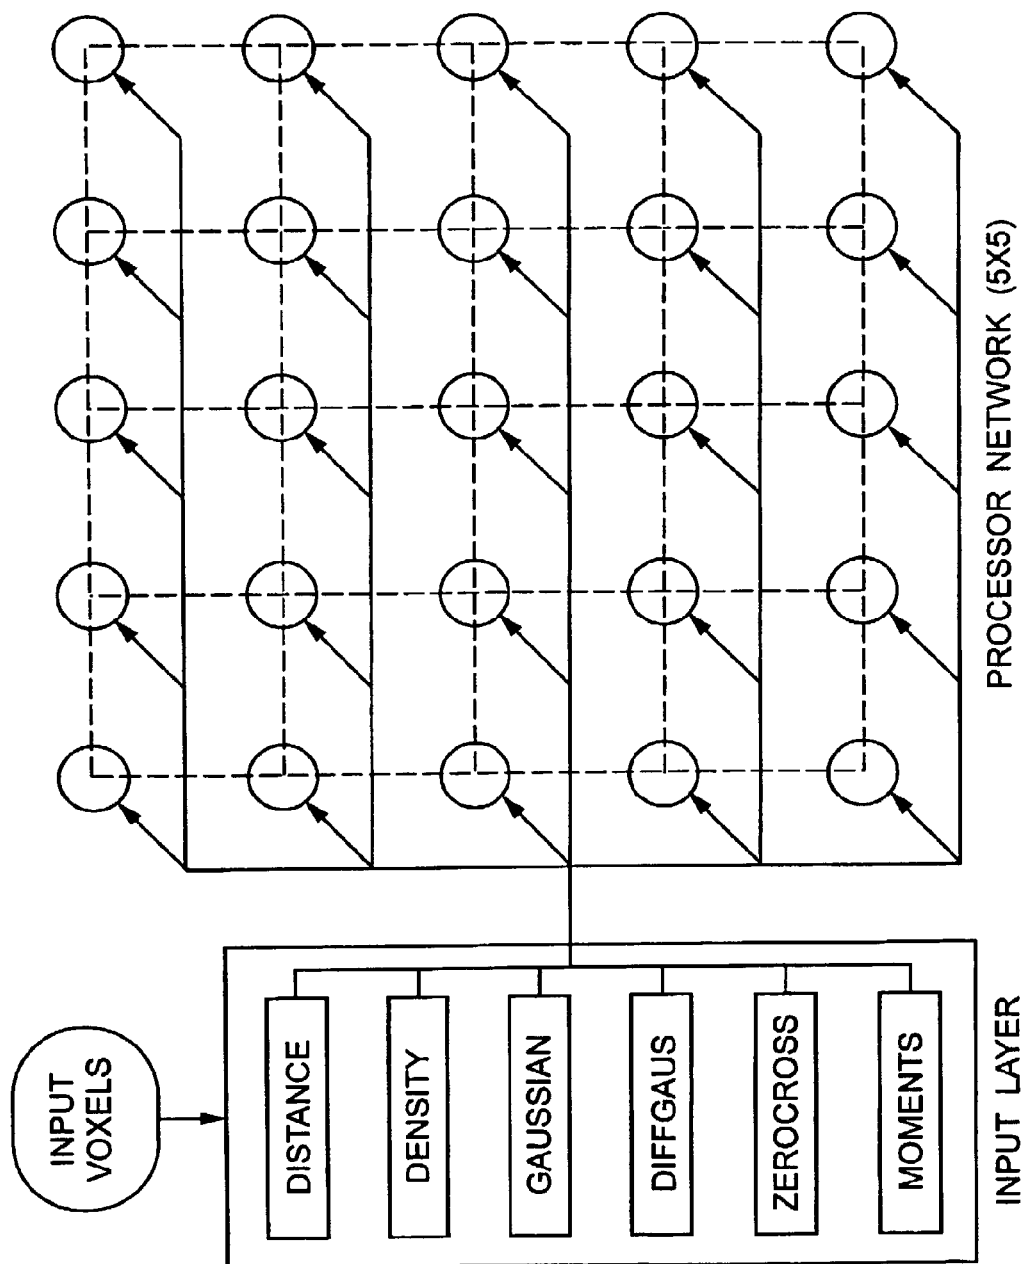 INPUT
VOXELS
DISTANCE
DENSITY
GAUSSIAN
DIFFGAUS
ZEROCROSS
MOMENTS
INPUT LAYER
PROCESSOR NETWORK (5X5)